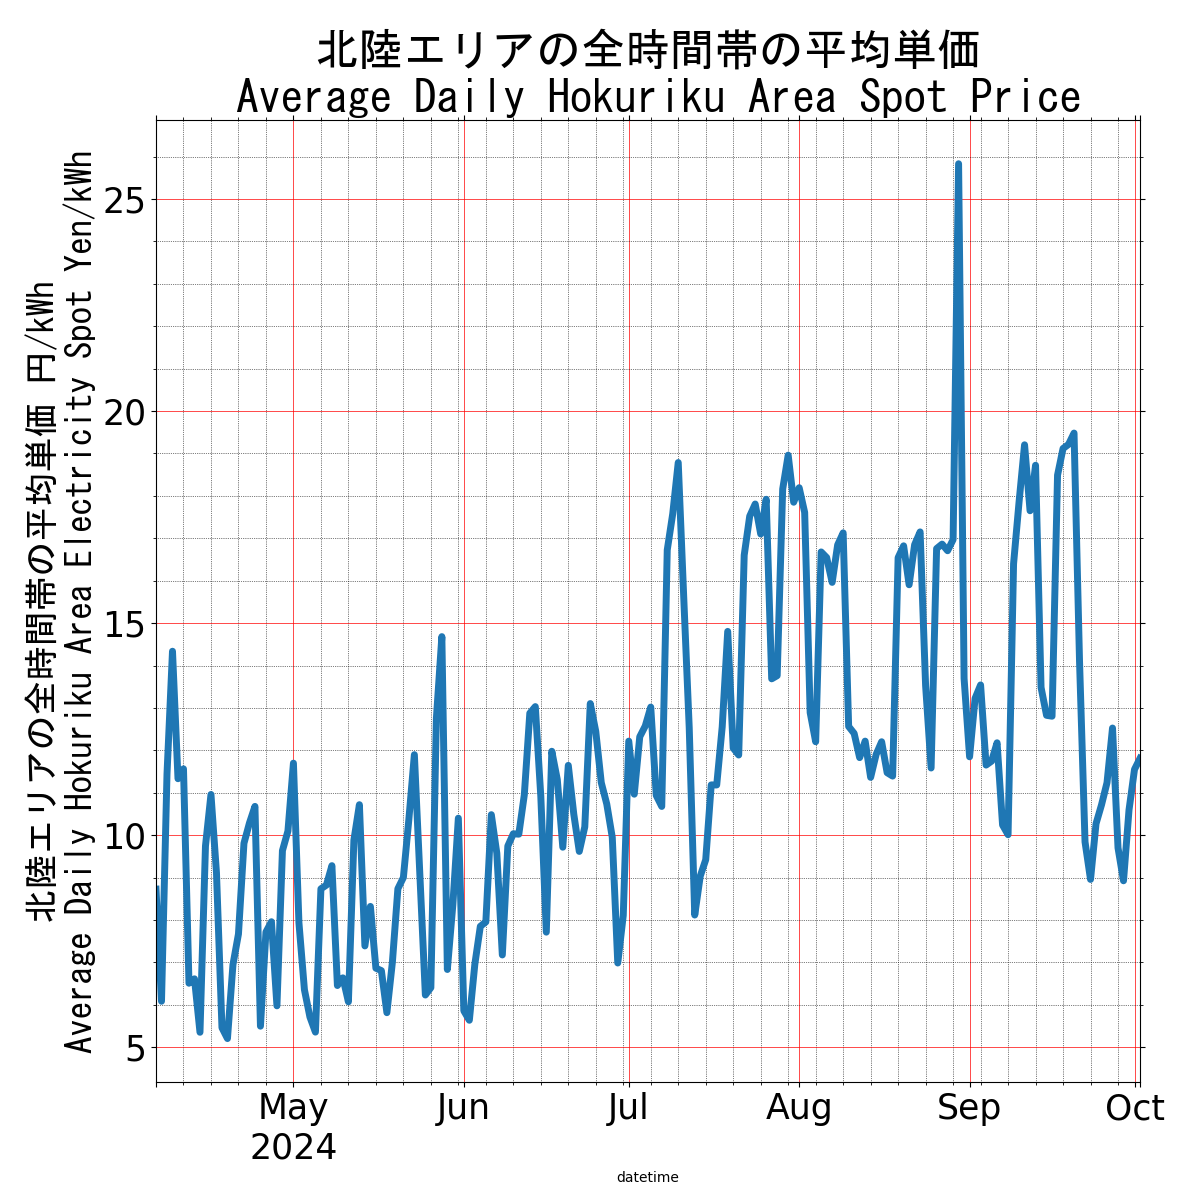 北陸エリアの全時間帯の平均単価
Average Daily Hokuriku Area Spot Price
北陸エリアの全時間帯の平均単価 円/kWh
Average Daily Hokuriku Area Electricity Spot Yen/kWh
25
20
15
10
5
May Jun Jul Aug Sep Oct
2024
datetime